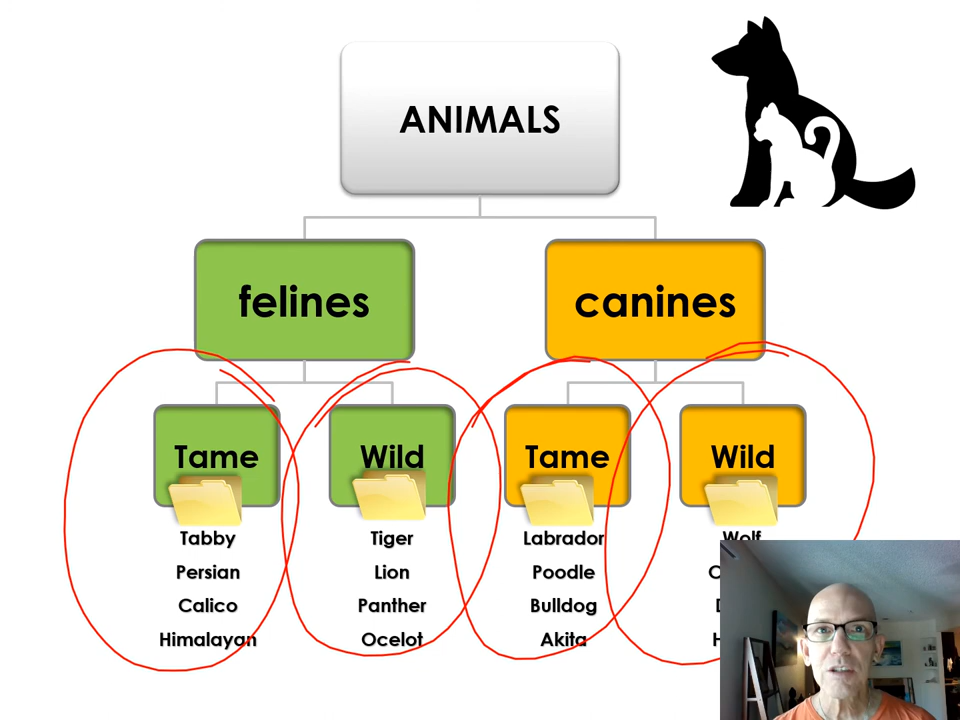 ANIMALS
felines
canines
Tame
Wild
Tame
Wild
Tabby
Persian
Calico
Himalayan
Tiger
Lion
Panther
Ocelot
Labrador
Poodle
Bulldog
Akita
Wolf